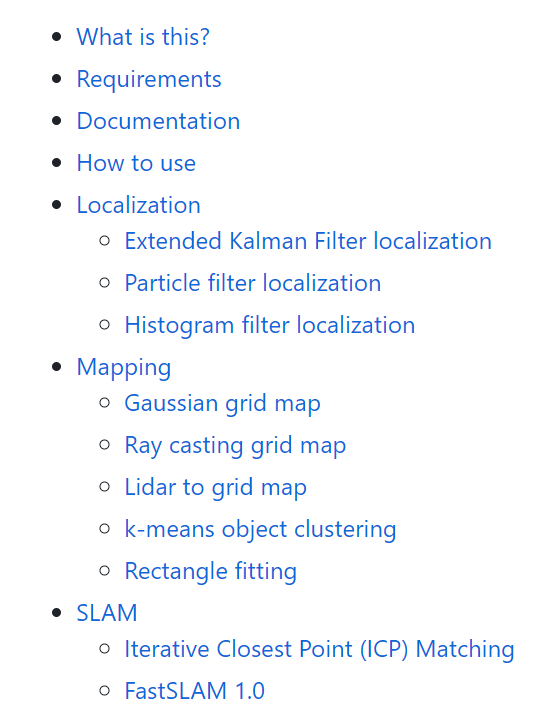 What is this?
Requirements
Documentation
How to use
Localization
Extended Kalman Filter localization
Particle filter localization
Histogram filter localization
Mapping
Gaussian grid map
Ray casting grid map
Lidar to grid map
k-means object clustering
Rectangle fitting
SLAM
Iterative Closest Point (ICP) Matching
FastSLAM 1.0